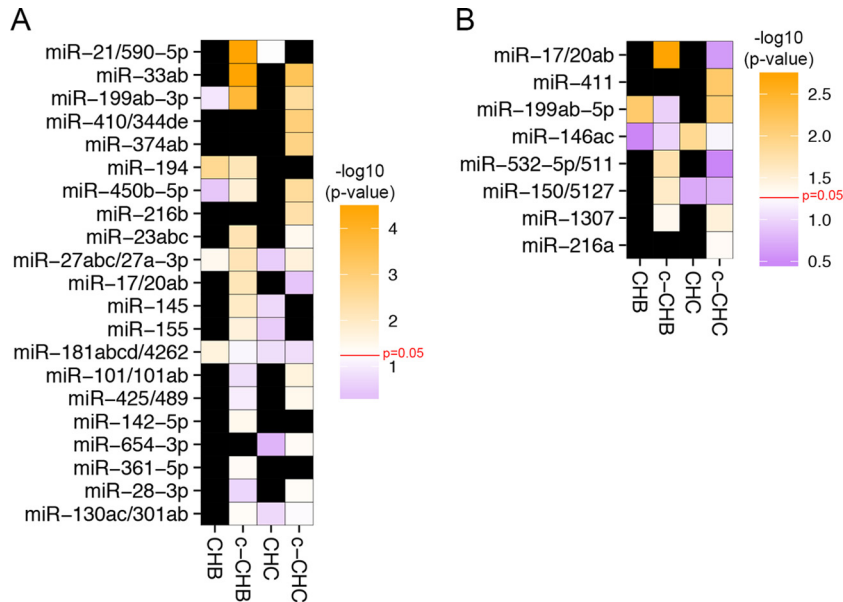 A
miR−21/590−5p
miR−33ab
miR−199ab−3p
miR−410/344de
miR−374ab
miR−194
miR−450b−5p
miR−216b
miR−23abc
miR−27abc/27a−3p
miR−17/20ab
miR−145
miR−155
miR−181abcd/4262
miR−101/101ab
miR−425/489
miR−142−5p
miR−654−3p
miR−361−5p
miR−28−3p
miR−130ac/301ab
CHB
c−CHB
CHC
c−CHC
-log10
(p-value)
4
3
2
p=0.05
1
B
miR−17/20ab
miR−411
miR−199ab−5p
miR−146ac
miR−532−5p/511
miR−150/5127
miR−1307
miR−216a
CHB
c−CHB
CHC
c−CHC
-log10
(p-value)
2.5
2.0
1.5
p=0.05
1.0
0.5